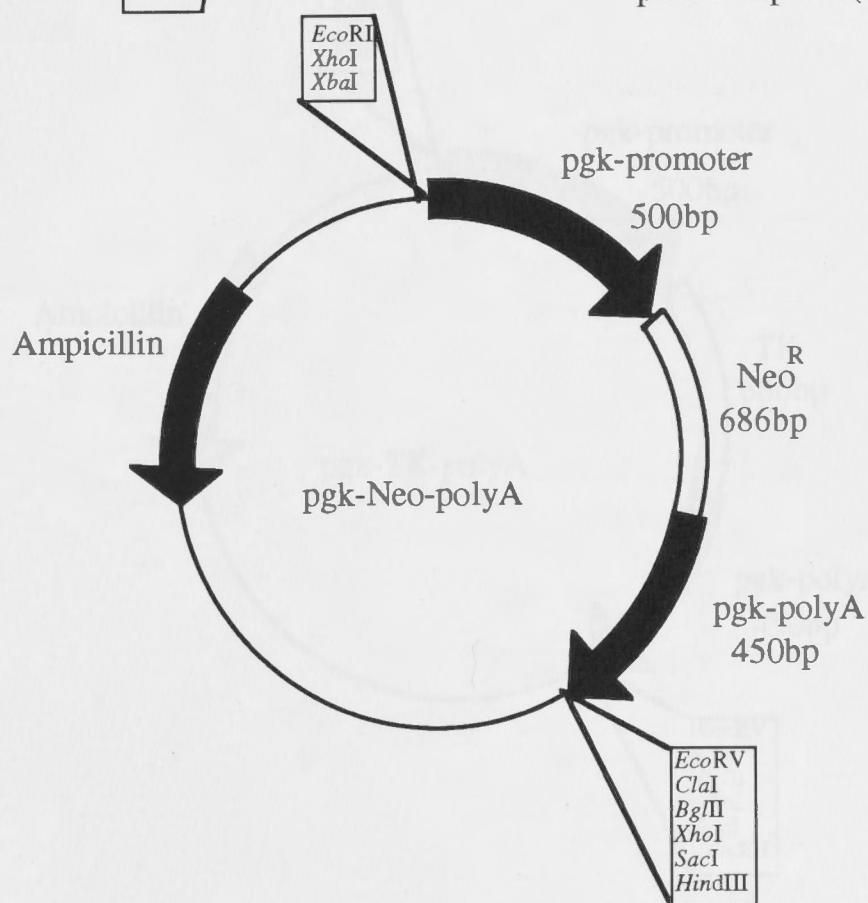 EcoRI
XhoI
XbaI
pgk-promoter
500bp
Ampicillin
Neo^R
686bp
pgk-Neo-polyA
pgk-polyA
450bp
EcoRV
ClaI
BglII
XhoI
SacI
HindIII